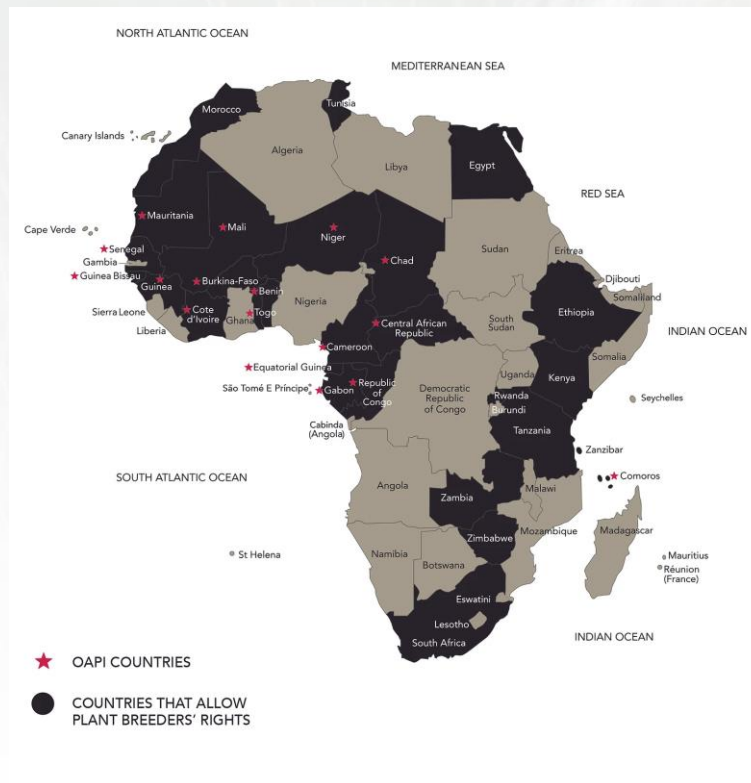 NORTH ATLANTIC OCEAN
MEDITERRANEAN SEA
Morocco
Tunisia
Canary Islands
Algeria
Libya
Egypt
RED SEA
Mauritania
Mali
Niger
Cape Verde
Chad
Sudan
Eritrea
Senegal
Gambia
Guinea Bissau
Guinea
Burkina-Faso
Benin
Djibouti
Somaliland
Sierra Leone
Cote
d'Ivoire
Ghana
Togo
Nigeria
Ethiopia
Liberia
Central African
Republic
South
Sudan
INDIAN OCEAN
Cameroon
Somalia
Equatorial Guinea
Uganda
Kenya
São Tomé E Príncipe
Gabon
Republic
of
Congo
Democratic
Republic
of Congo
Rwanda
Burundi
Seychelles
Cabinda
(Angola)
Tanzania
Zanzibar
SOUTH ATLANTIC OCEAN
Comoros
Angola
Malawi
Zambia
Mozambique
Madagascar
Zimbabwe
St Helena
Namibia
Botswana
Mauritius
Réunion
(France)
Eswatini
Lesotho
South Africa
INDIAN OCEAN
OAPI COUNTRIES
COUNTRIES THAT ALLOW
PLANT BREEDERS' RIGHTS